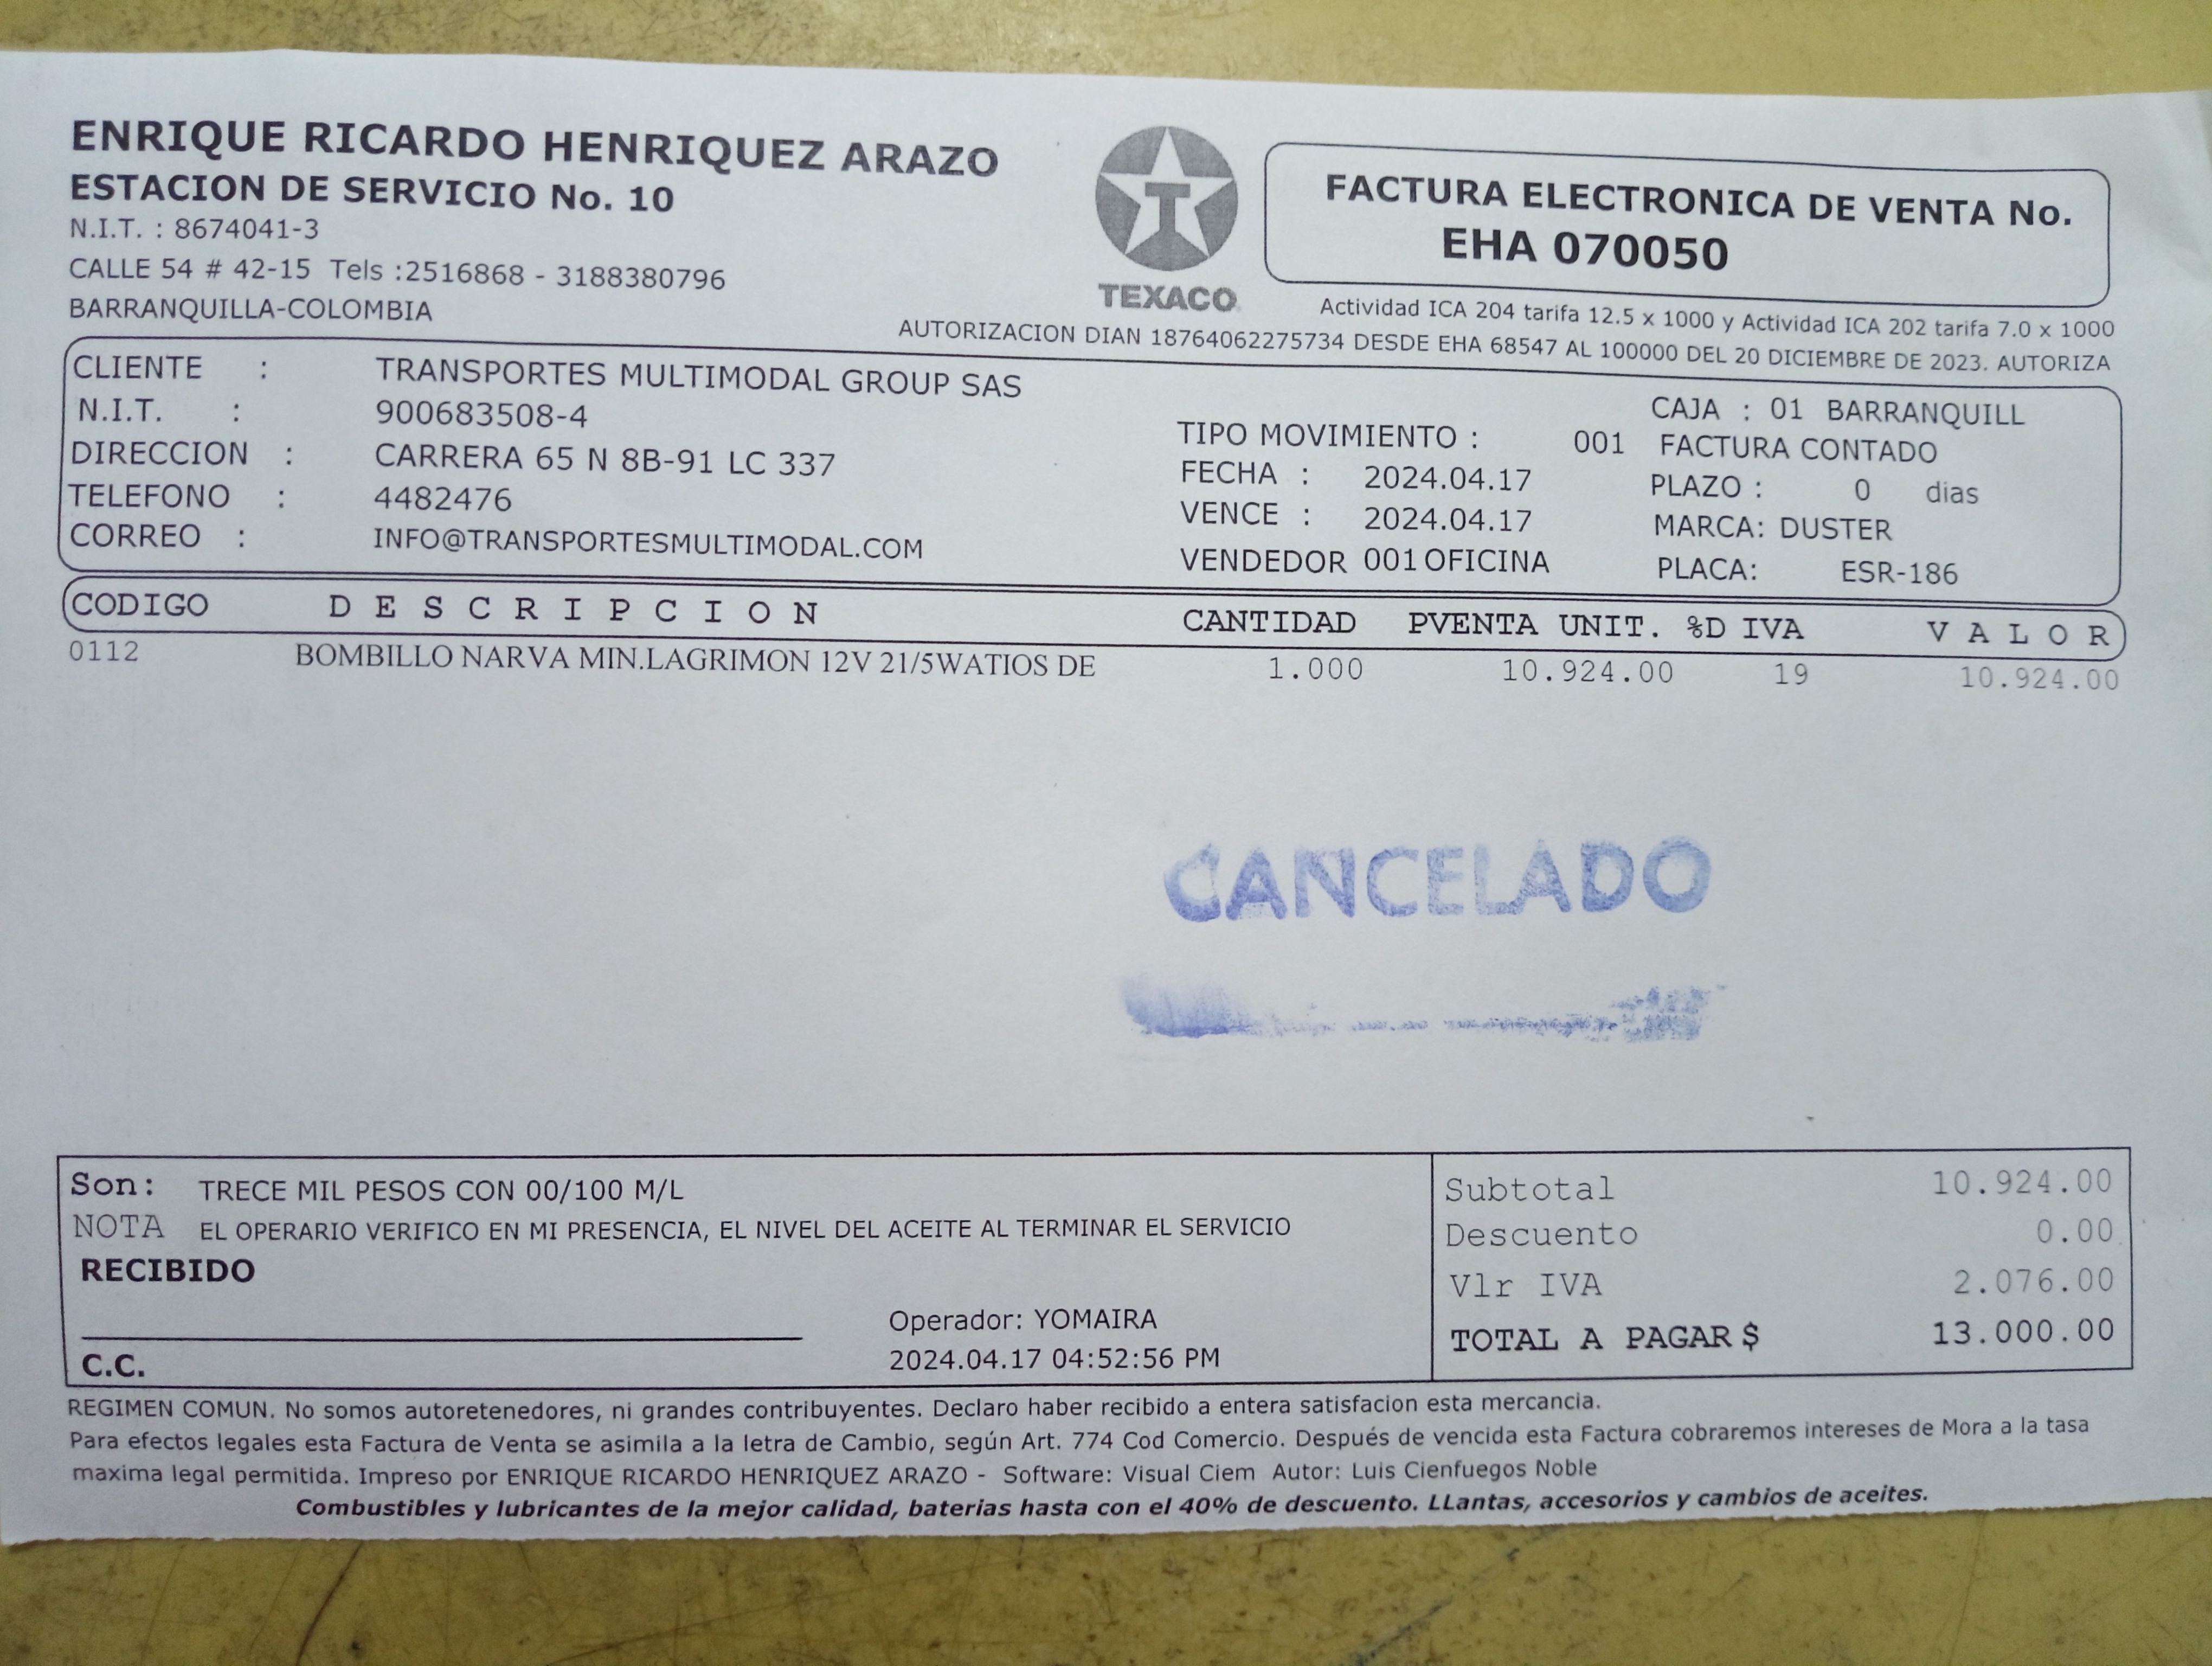 ENRIQUE RICARDO HENRIQUEZ ARAZO
ESTACION DE SERVICIO No. 10
N.I.T. : 8674041-3
CALLE 54 # 42-15 Tels :2516868 - 3188380796
BARRANQUILLA-COLOMBIA
T
TEXACO
FACTURA ELECTRONICA DE VENTA No.
EHA 070050
Actividad ICA 204 tarifa 12.5 x 1000 y Actividad ICA 202 tarifa 7.0 x 1000
AUTORIZACION DIAN 18764062275734 DESDE EHA 68547 AL 100000 DEL 20 DICIEMBRE DE 2023. AUTORIZA
CLIENTE : TRANSPORTES MULTIMODAL GROUP SAS
N.I.T. : 900683508-4
DIRECCION : CARRERA 65 N 8B-91 LC 337
TELEFONO : 4482476
CORREO : INFO@TRANSPORTESMULTIMODAL.COM
CAJA : 01 BARRANQUILL
TIPO MOVIMIENTO : 001 FACTURA CONTADO
FECHA : 2024.04.17 PLAZO : 0 dias
VENCE : 2024.04.17 MARCA: DUSTER
VENDEDOR 001 OFICINA PLACA: ESR-186
CODIGO DESCRIPCION CANTIDAD PVENTA UNIT. %D IVA VALOR
0112 BOMBILLO NARVA MIN.LAGRIMON 12V 21/5WATIOS DE 1.000 10.924.00 19 10.924.00
CANCELADO
Son: TRECE MIL PESOS CON 00/100 M/L
NOTA EL OPERARIO VERIFICO EN MI PRESENCIA, EL NIVEL DEL ACEITE AL TERMINAR EL SERVICIO
RECIBIDO
Operador: YOMAIRA
C.C. 2024.04.17 04:52:56 PM
Subtotal 10.924.00
Descuento 0.00
Vlr IVA 2.076.00
TOTAL A PAGAR $ 13.000.00
REGIMEN COMUN. No somos autoretenedores, ni grandes contribuyentes. Declaro haber recibido a entera satisfacion esta mercancia.
Para efectos legales esta Factura de Venta se asimila a la letra de Cambio, según Art. 774 Cod Comercio. Después de vencida esta Factura cobraremos intereses de Mora a la tasa
maxima legal permitida. Impreso por ENRIQUE RICARDO HENRIQUEZ ARAZO - Software: Visual Ciem Autor: Luis Cienfuegos Noble
Combustibles y lubricantes de la mejor calidad, baterias hasta con el 40% de descuento. LLantas, accesorios y cambios de aceites.